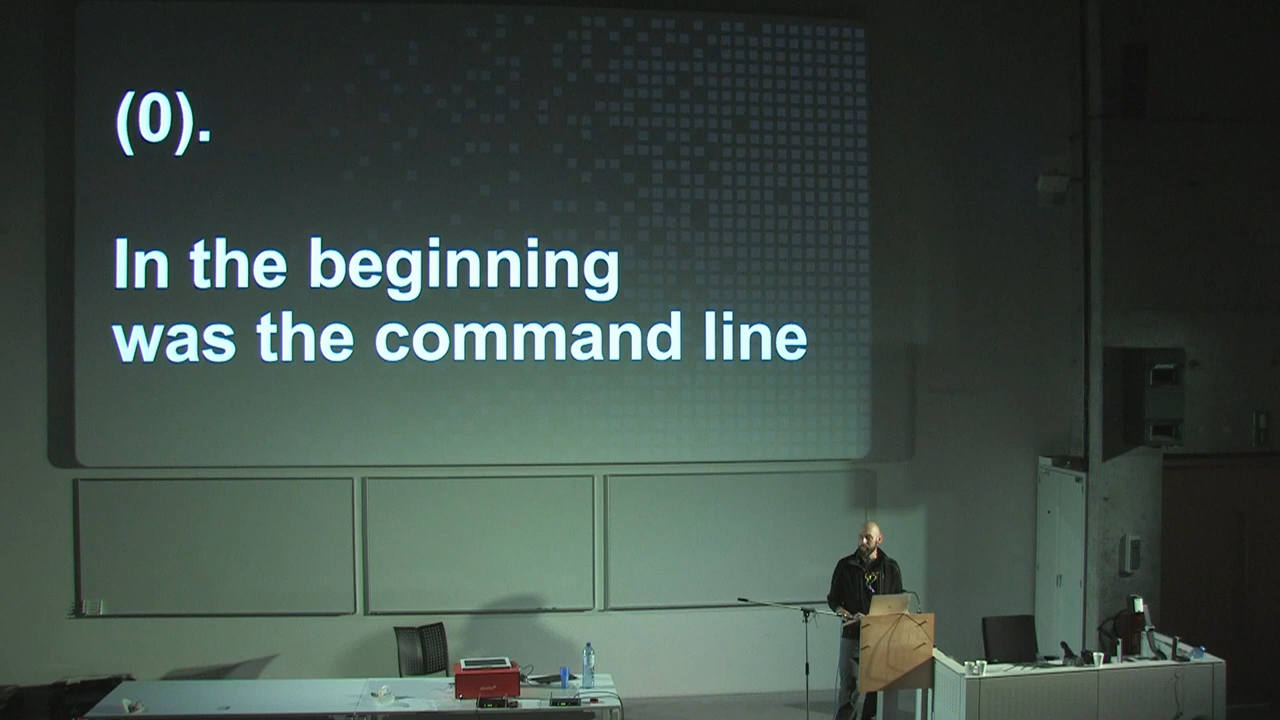 (0).
In the beginning
was the command line